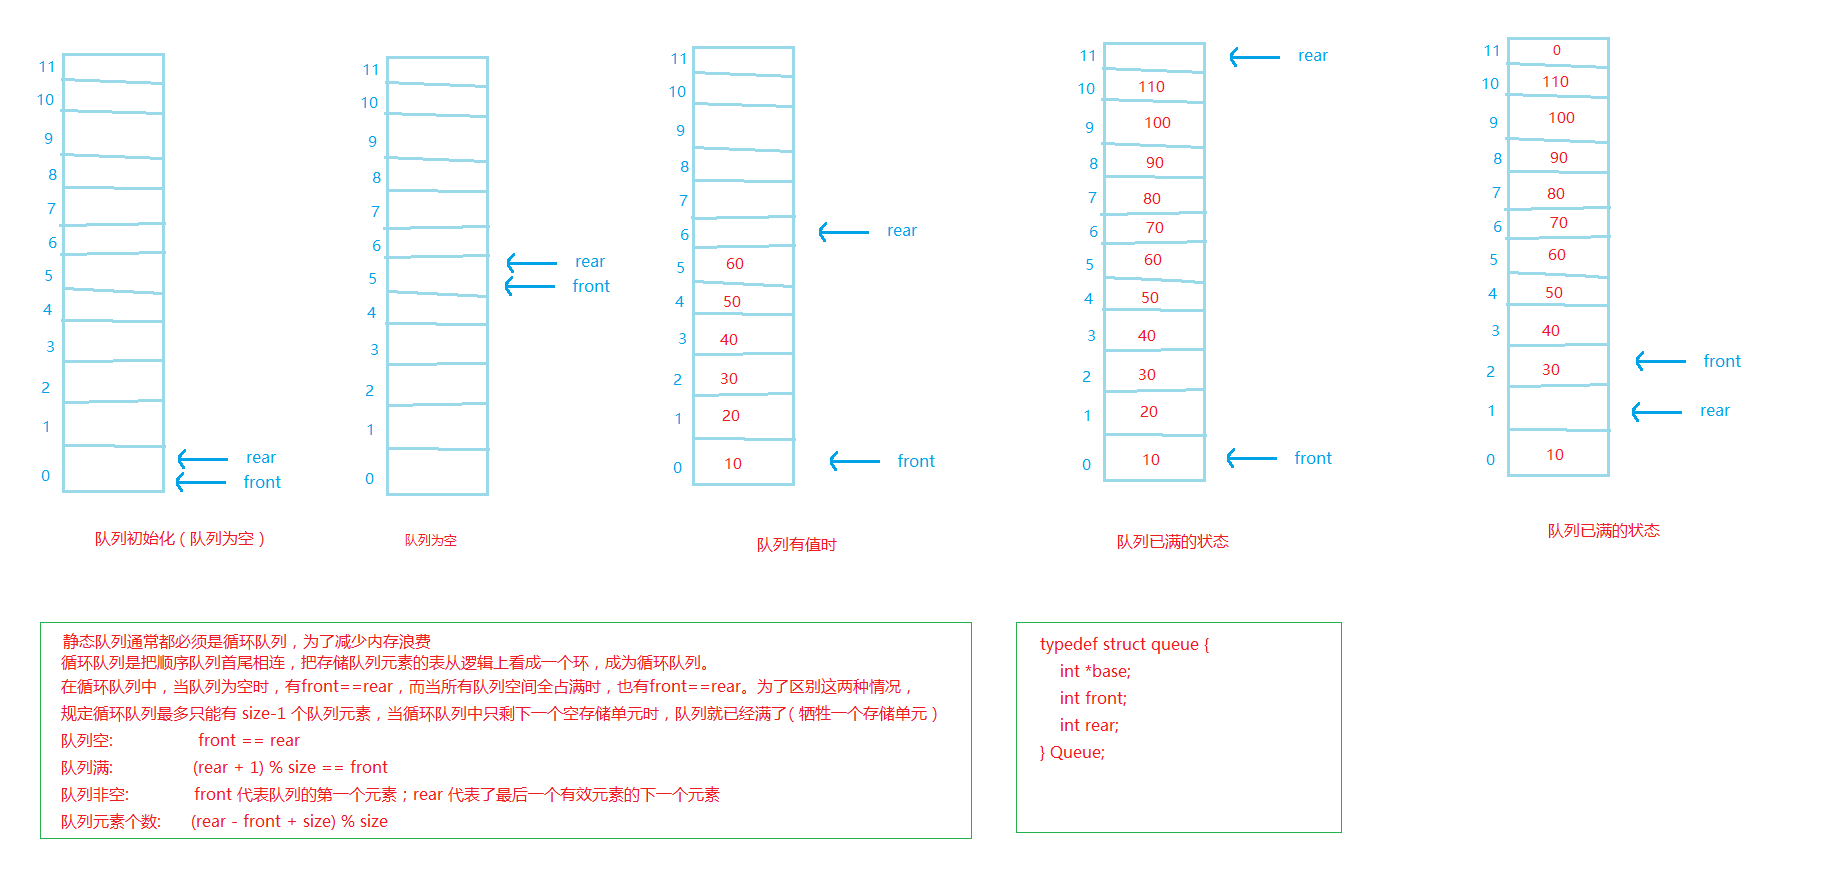 11
10
9
8
7
6
5
4
3
2
1
0
rear
front
队列初始化 ( 队列为空 )
11
10
9
8
7
6
5
4
3
2
1
0
rear
front
队列为空
11
10
9
8
7
6
5 60
4 50
3 40
2 30
1 20
0 10
rear
front
队列有值时
11
10 110
9 100
8 90
7 80
6 70
5 60
4 50
3 40
2 30
1 20
0 10
rear
front
队列已满的状态
11 0
10 110
9 100
8 90
7 80
6 70
5 60
4 50
3 40
2 30
1
0 10
front
rear
队列已满的状态
静态队列通常都必须是循环队列，为了减少内存浪费
循环队列是把顺序队列首尾相连，把存储队列元素的表从逻辑上看成一个环，成为循环队列。
在循环队列中，当队列为空时，有front==rear，而当所有队列空间全占满时，也有front==rear。为了区别这两种情况，
规定循环队列最多只能有 size-1 个队列元素，当循环队列中只剩下一个空存储单元时，队列就已经满了( 牺牲一个存储单元 )
队列空: front == rear
队列满: (rear + 1) % size == front
队列非空: front 代表队列的第一个元素；rear 代表了最后一个有效元素的下一个元素
队列元素个数: (rear - front + size) % size
typedef struct queue {
int *base;
int front;
int rear;
} Queue;